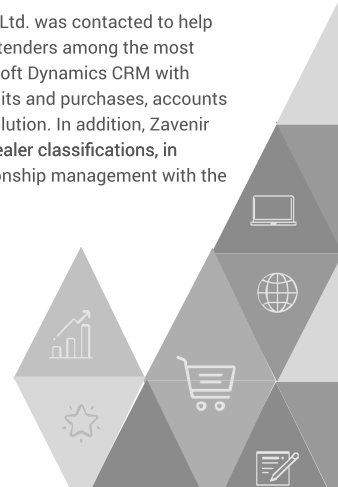 Ltd. was contacted to help
tenders among the most
oft Dynamics CRM with
its and purchases, accounts
lution. In addition, Zavenir
ealer classifications, in
onship management with the